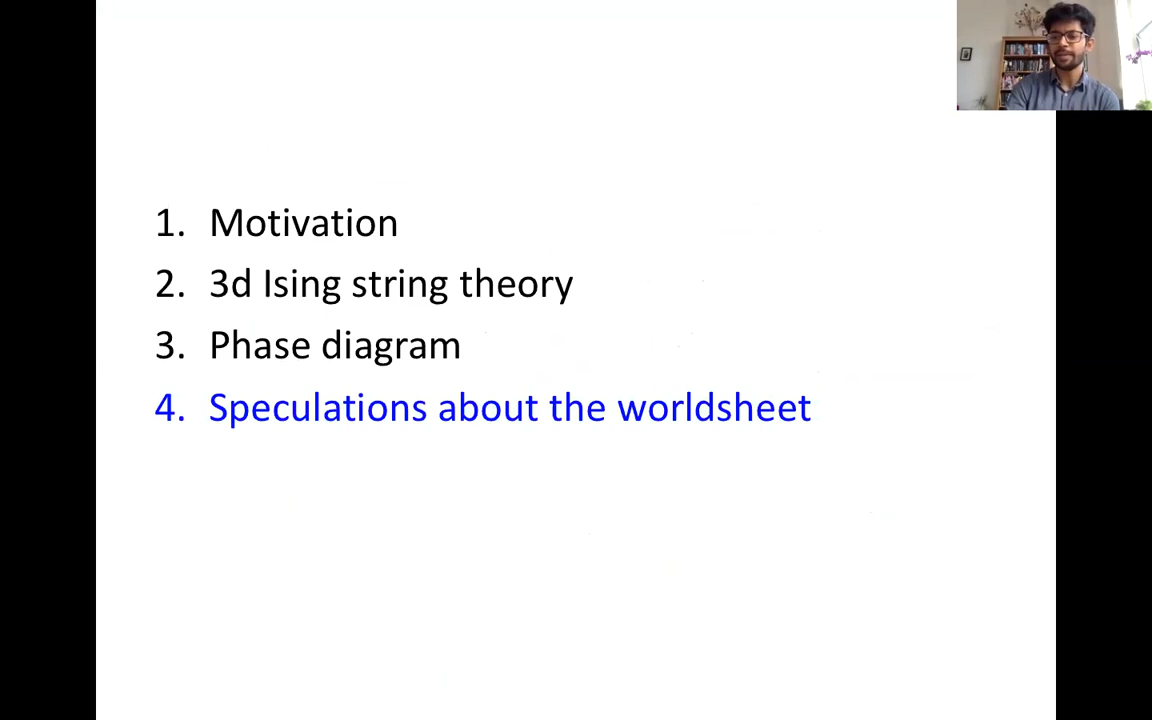 1. Motivation
2. 3d Ising string theory
3. Phase diagram
4. Speculations about the worldsheet